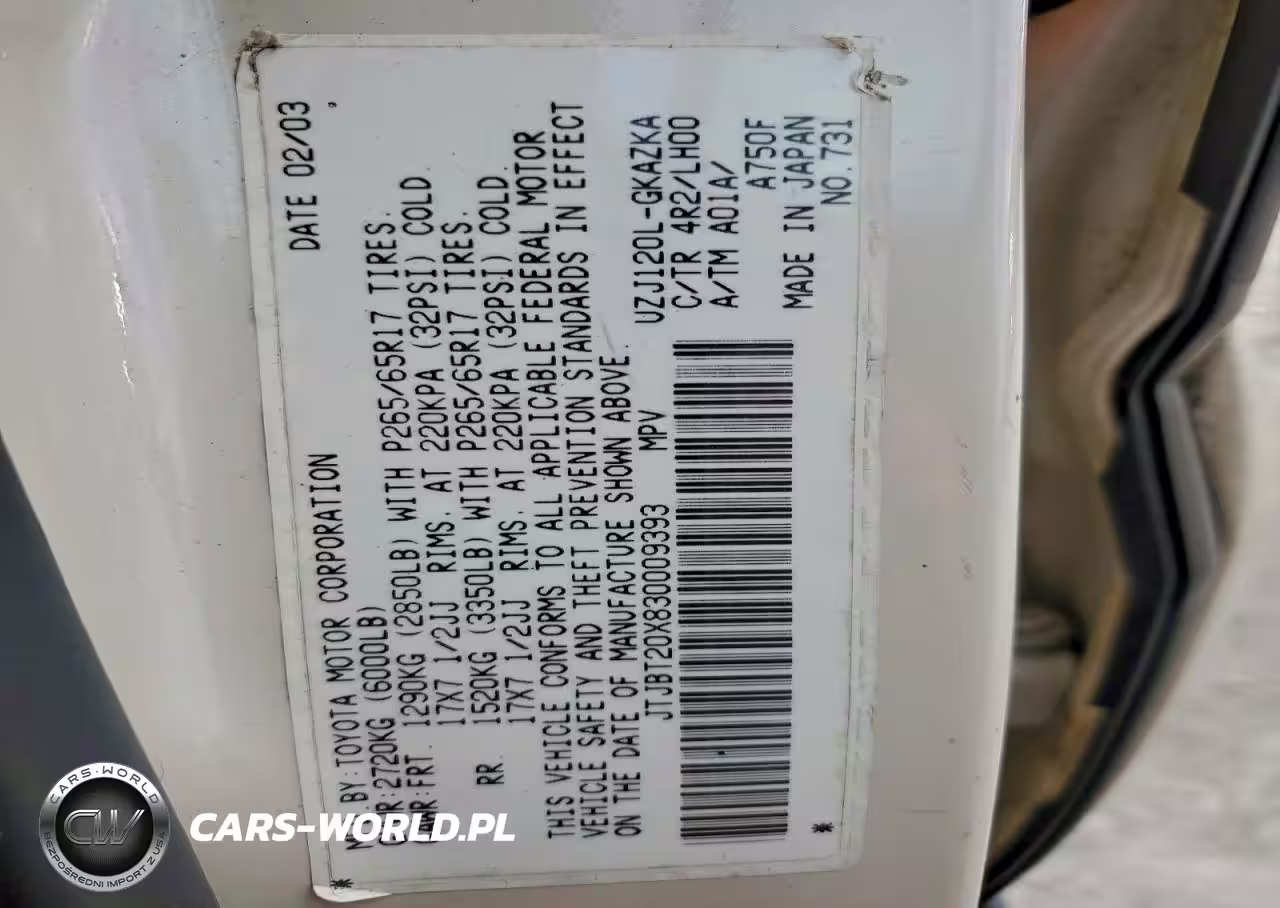 MFD.BY:TOYOTA MOTOR CORPORATION DATE 02/03
GVWR:2720KG (6000LB)
GAWR:FRT. 1290KG (2850LB) WITH P265/65R17 TIRES.
17X7 1/2JJ RIMS. AT 220KPA (32PSI) COLD.
RR. 1520KG (3350LB) WITH P265/65R17 TIRES.
17X7 1/2JJ RIMS. AT 220KPA (32PSI) COLD.
THIS VEHICLE CONFORMS TO ALL APPLICABLE FEDERAL MOTOR
VEHICLE SAFETY AND THEFT PREVENTION STANDARDS IN EFFECT
ON THE DATE OF MANUFACTURE SHOWN ABOVE.
JTJBT20X830009393 MPV
UZJ120L-GKAZKA
C/TR 4R2/LH00
A/TM A01A/
A750F
MADE IN JAPAN
NO.731
CARS-WORLD
CW
BEZPOŚREDNI IMPORT Z USA
CARS-WORLD.PL